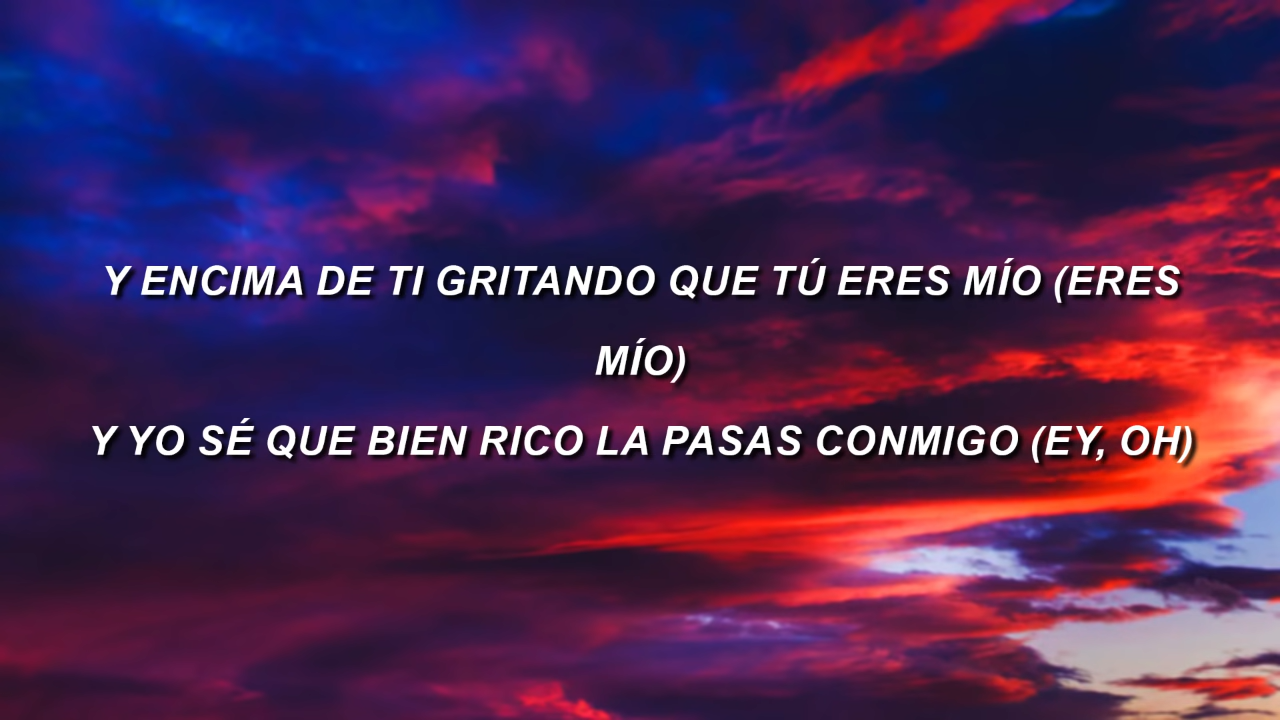 Y ENCIMA DE TI GRITANDO QUE TÚ ERES MÍO (ERES
MÍO)
Y YO SÉ QUE BIEN RICO LA PASAS CONMIGO (EY, OH)